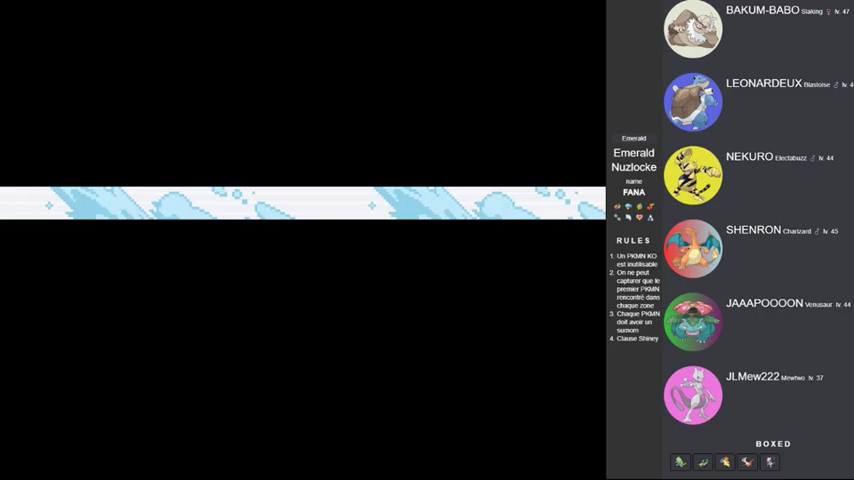 Emerald
Emerald
Nuzlocke
name
FANA
RULES
1. Un PKMN KO
est inutilisable
2. On ne peut
capturer que le
premier PKMN
rencontré dans
chaque zone
3. Chaque PKMN
doit avoir un
surnom
4. Clause Shiney
BAKUM-BABO Slaking ♀ lv. 47
LEONARDEUX Blastoise ♂ lv. 4
NEKURO Electabuzz ♂ lv. 44
SHENRON Charizard ♂ lv. 45
JAAAPOOOON Venusaur lv. 44
JLMew222 Mewtwo lv. 37
BOXED